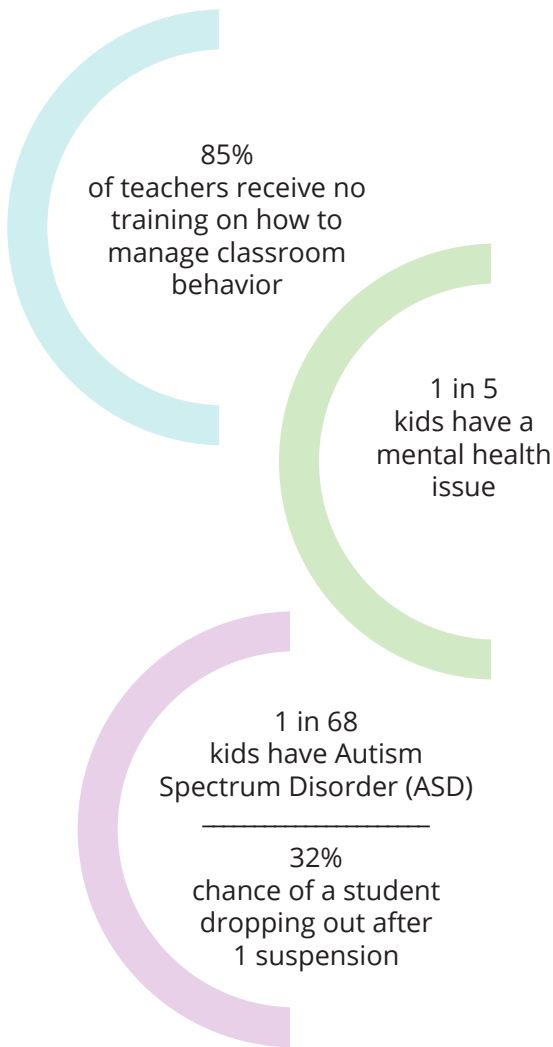 85%
of teachers receive no
training on how to
manage classroom
behavior
1 in 5
kids have a
mental health
issue
1 in 68
kids have Autism
Spectrum Disorder (ASD)
32%
chance of a student
dropping out after
1 suspension